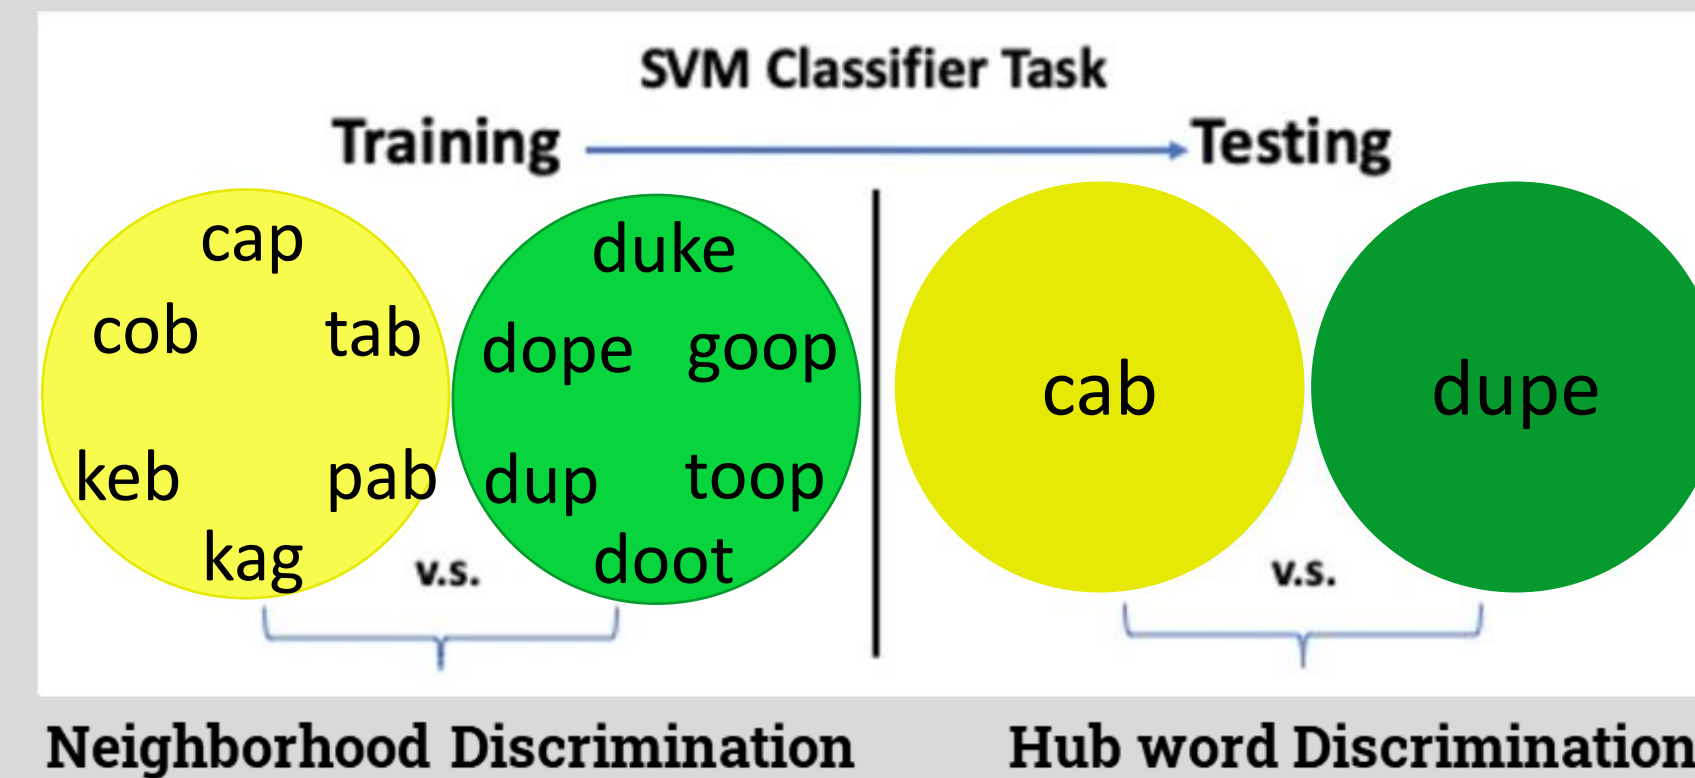 SVM Classifier Task
Training
Testing
cap
cob
tab
keb
pab
kag
v.s.
duke
dope
goop
dup
toop
doot
cab
v.s.
dupe
Neighborhood Discrimination
Hub word Discrimination